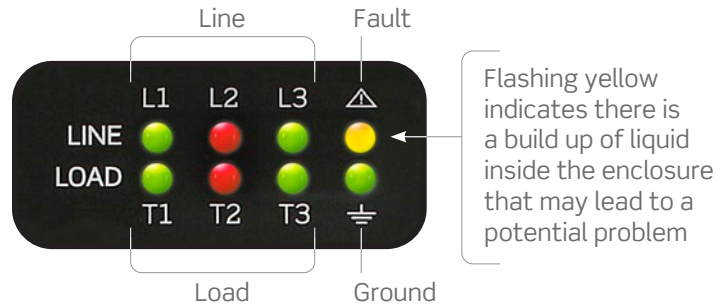 Line Fault
L1 L2 L3
LINE
LOAD
T1 T2 T3
Load Ground
Flashing yellow
indicates there is
a build up of liquid
inside the enclosure
that may lead to a
potential problem